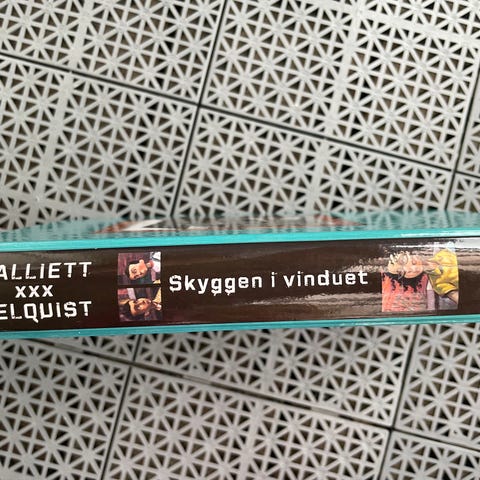 ALLIETT
xxx
ELQUIST
Skyggen i vinduet